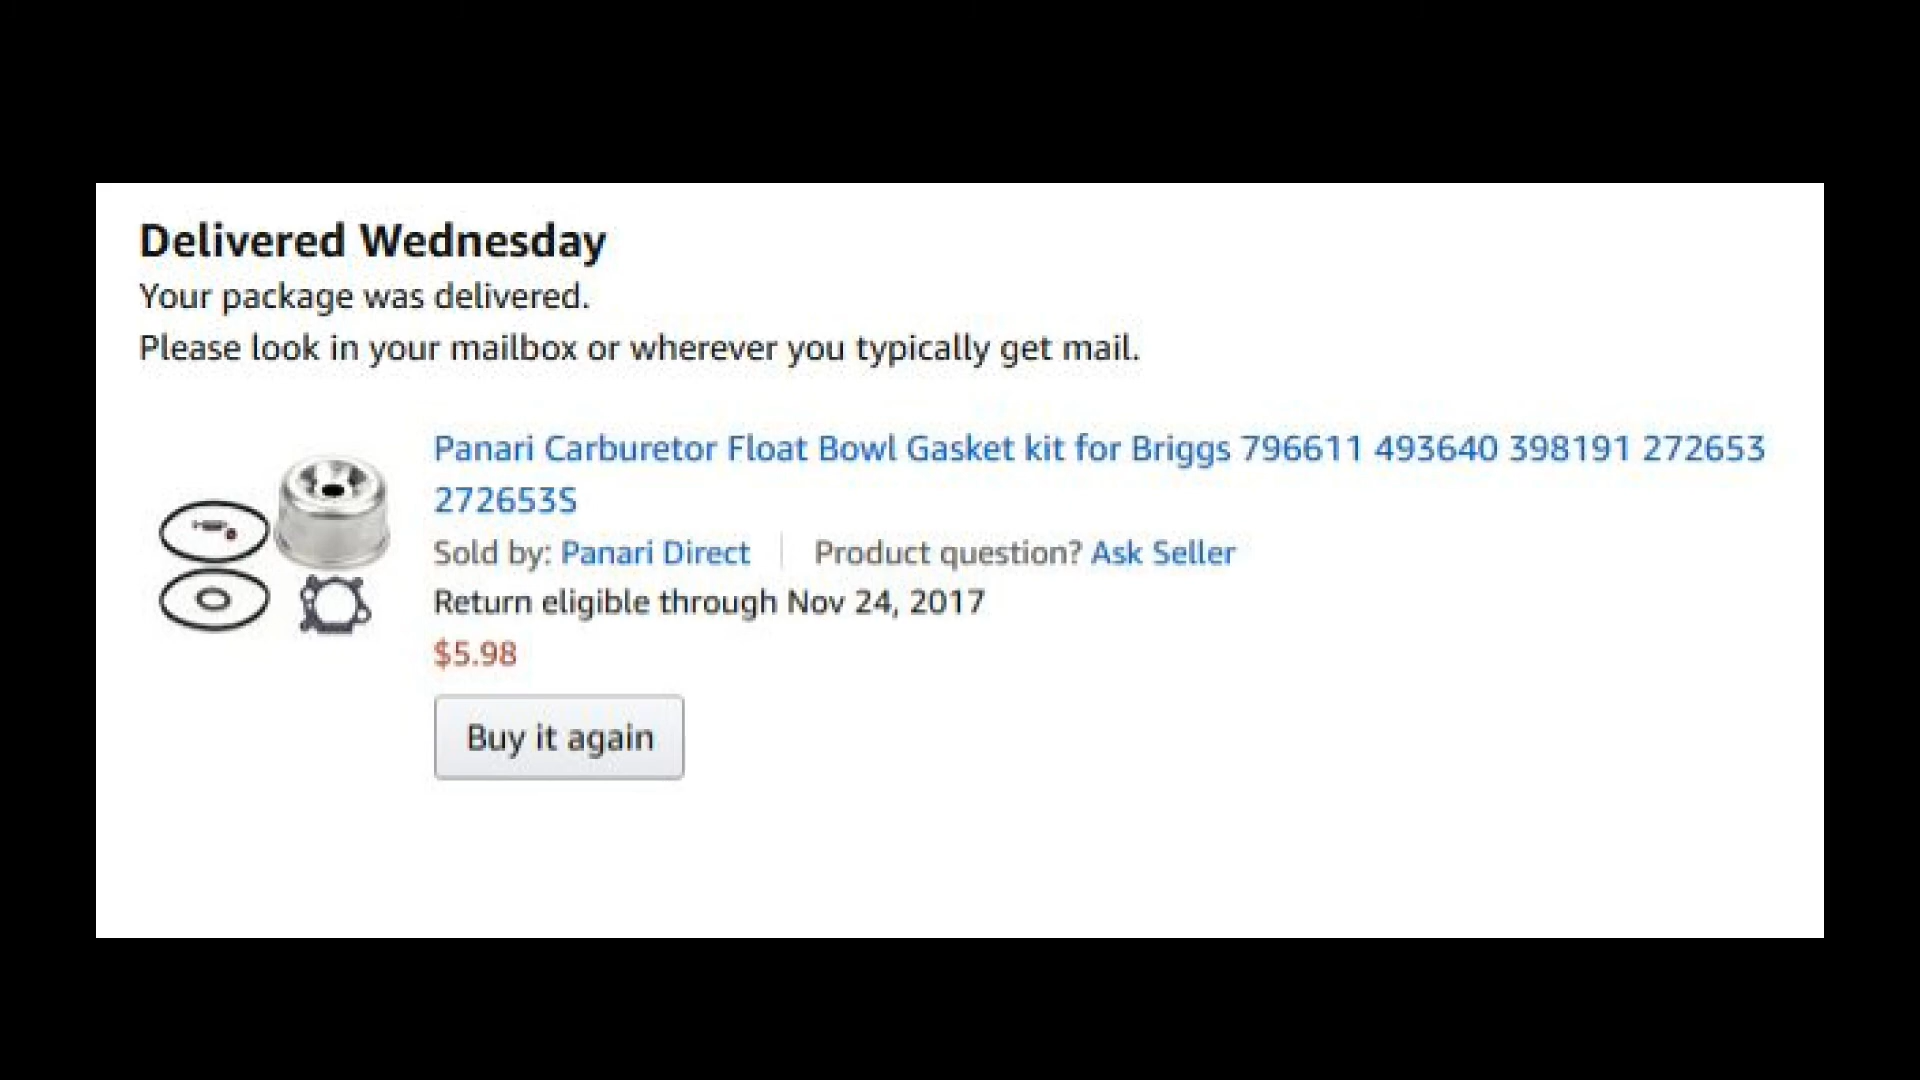 Delivered Wednesday
Your package was delivered.
Please look in your mailbox or wherever you typically get mail.
Panari Carburetor Float Bowl Gasket kit for Briggs 796611 493640 398191 272653
272653S
Sold by: Panari Direct Product question? Ask Seller
Return eligible through Nov 24, 2017
$5.98
Buy it again